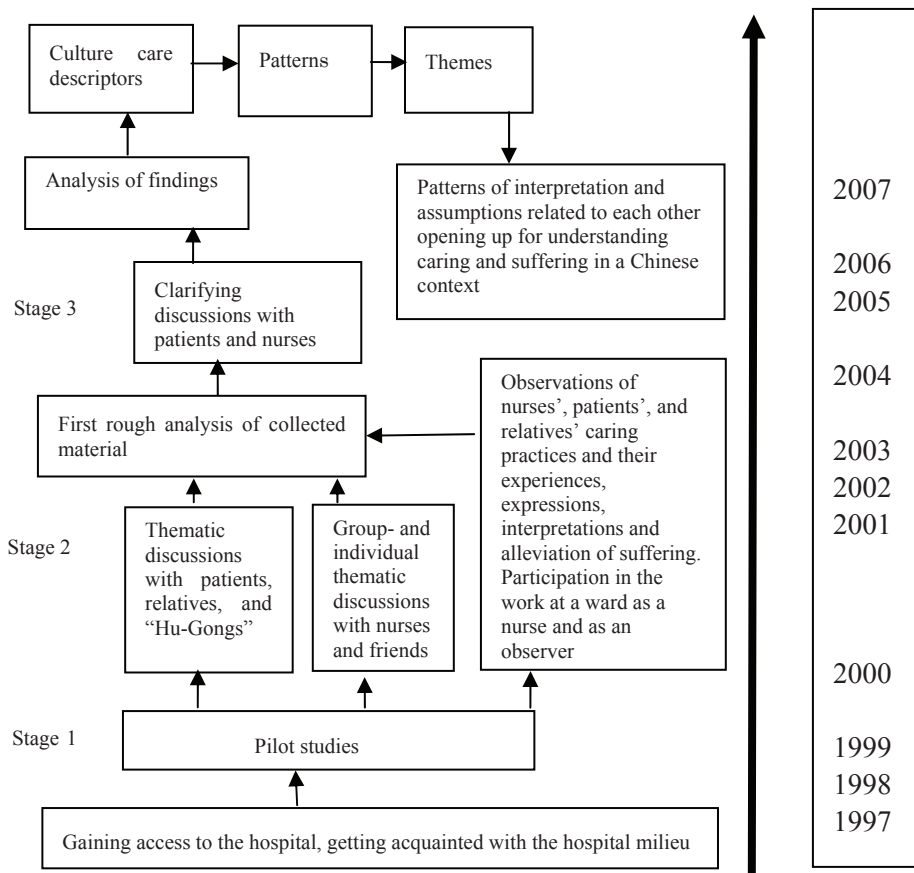 Culture care
descriptors
Patterns
Themes
Analysis of findings
Patterns of interpretation and
assumptions related to each other
opening up for understanding
caring and suffering in a Chinese
context
Stage 3
Clarifying
discussions with
patients and nurses
First rough analysis of collected
material
Observations of
nurses’, patients’, and
relatives’ caring
practices and their
experiences,
expressions,
interpretations and
alleviation of suffering.
Participation in the
work at a ward as a
nurse and as an
observer
Stage 2
Thematic
discussions
with patients,
relatives, and
“Hu-Gongs”
Group- and
individual
thematic
discussions
with nurses
and friends
Stage 1
Pilot studies
Gaining access to the hospital, getting acquainted with the hospital milieu
2007
2006
2005
2004
2003
2002
2001
2000
1999
1998
1997